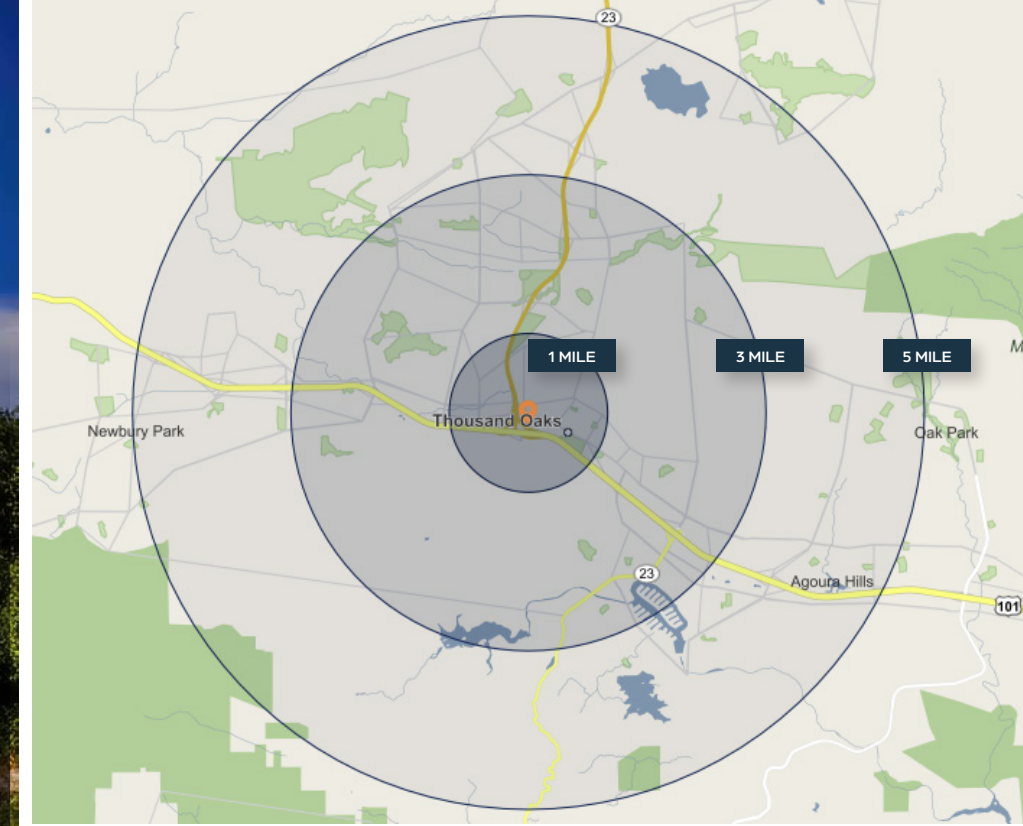 23
1 MILE
3 MILE
5 MILE
Thousand Oaks
Newbury Park
Oak Park
23
Agoura Hills
101